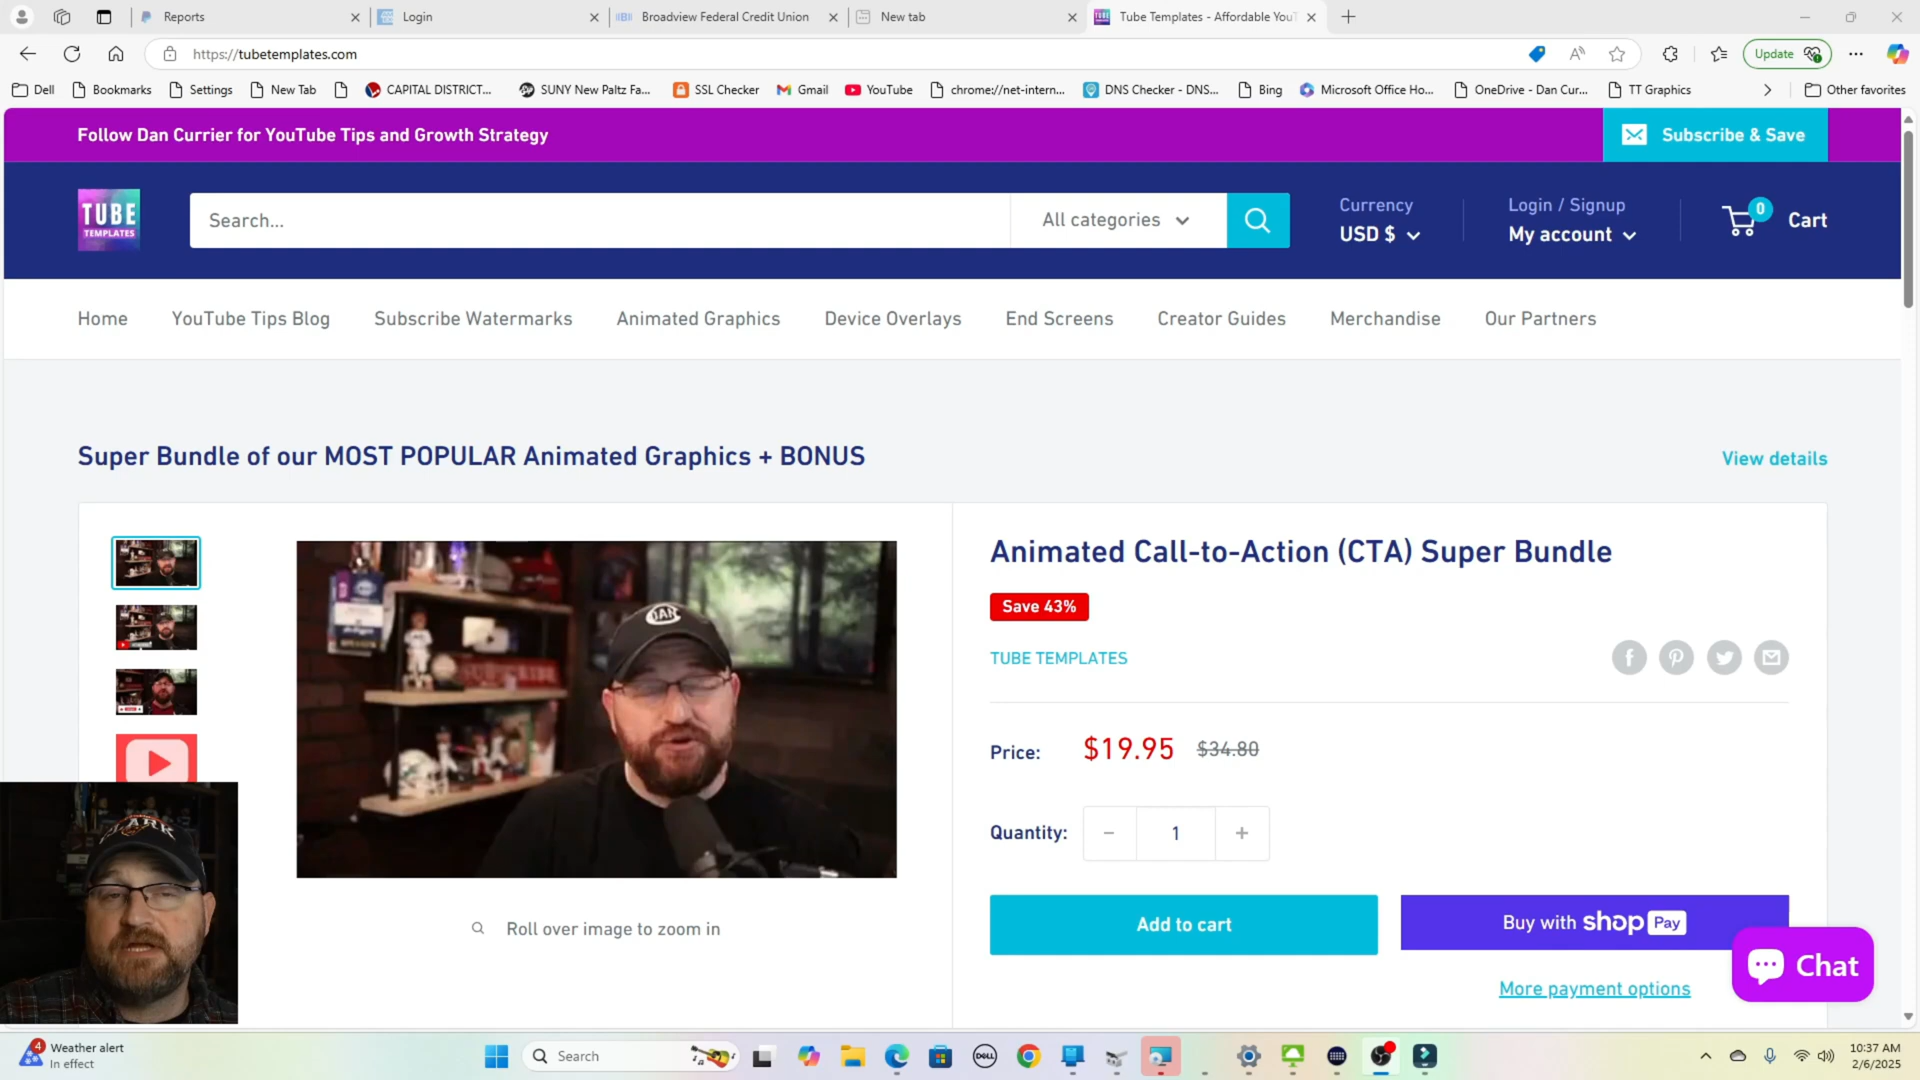 Reports
Login
Broadview Federal Credit Union
New tab
Tube Templates - Affordable YouT
https://tubetemplates.com
Update
Dell
Bookmarks
Settings
New Tab
CAPITAL DISTRICT...
SUNY New Paltz Fa...
SSL Checker
Gmail
YouTube
chrome://net-intern...
DNS Checker - DNS...
Bing
Microsoft Office Ho...
OneDrive - Dan Cur...
TT Graphics
Other favorites
Follow Dan Currier for YouTube Tips and Growth Strategy
Subscribe & Save
TUBE
TEMPLATES
Search...
All categories
Currency
USD $
Login / Signup
My account
0
Cart
Home
YouTube Tips Blog
Subscribe Watermarks
Animated Graphics
Device Overlays
End Screens
Creator Guides
Merchandise
Our Partners
Super Bundle of our MOST POPULAR Animated Graphics + BONUS
View details
DAN
Roll over image to zoom in
Animated Call-to-Action (CTA) Super Bundle
Save 43%
TUBE TEMPLATES
Price:
$19.95
$34.80
Quantity:
1
Add to cart
Buy with shop Pay
More payment options
Chat
CLARK
4
Weather alert
In effect
Search
DELL
10:37 AM
2/6/2025